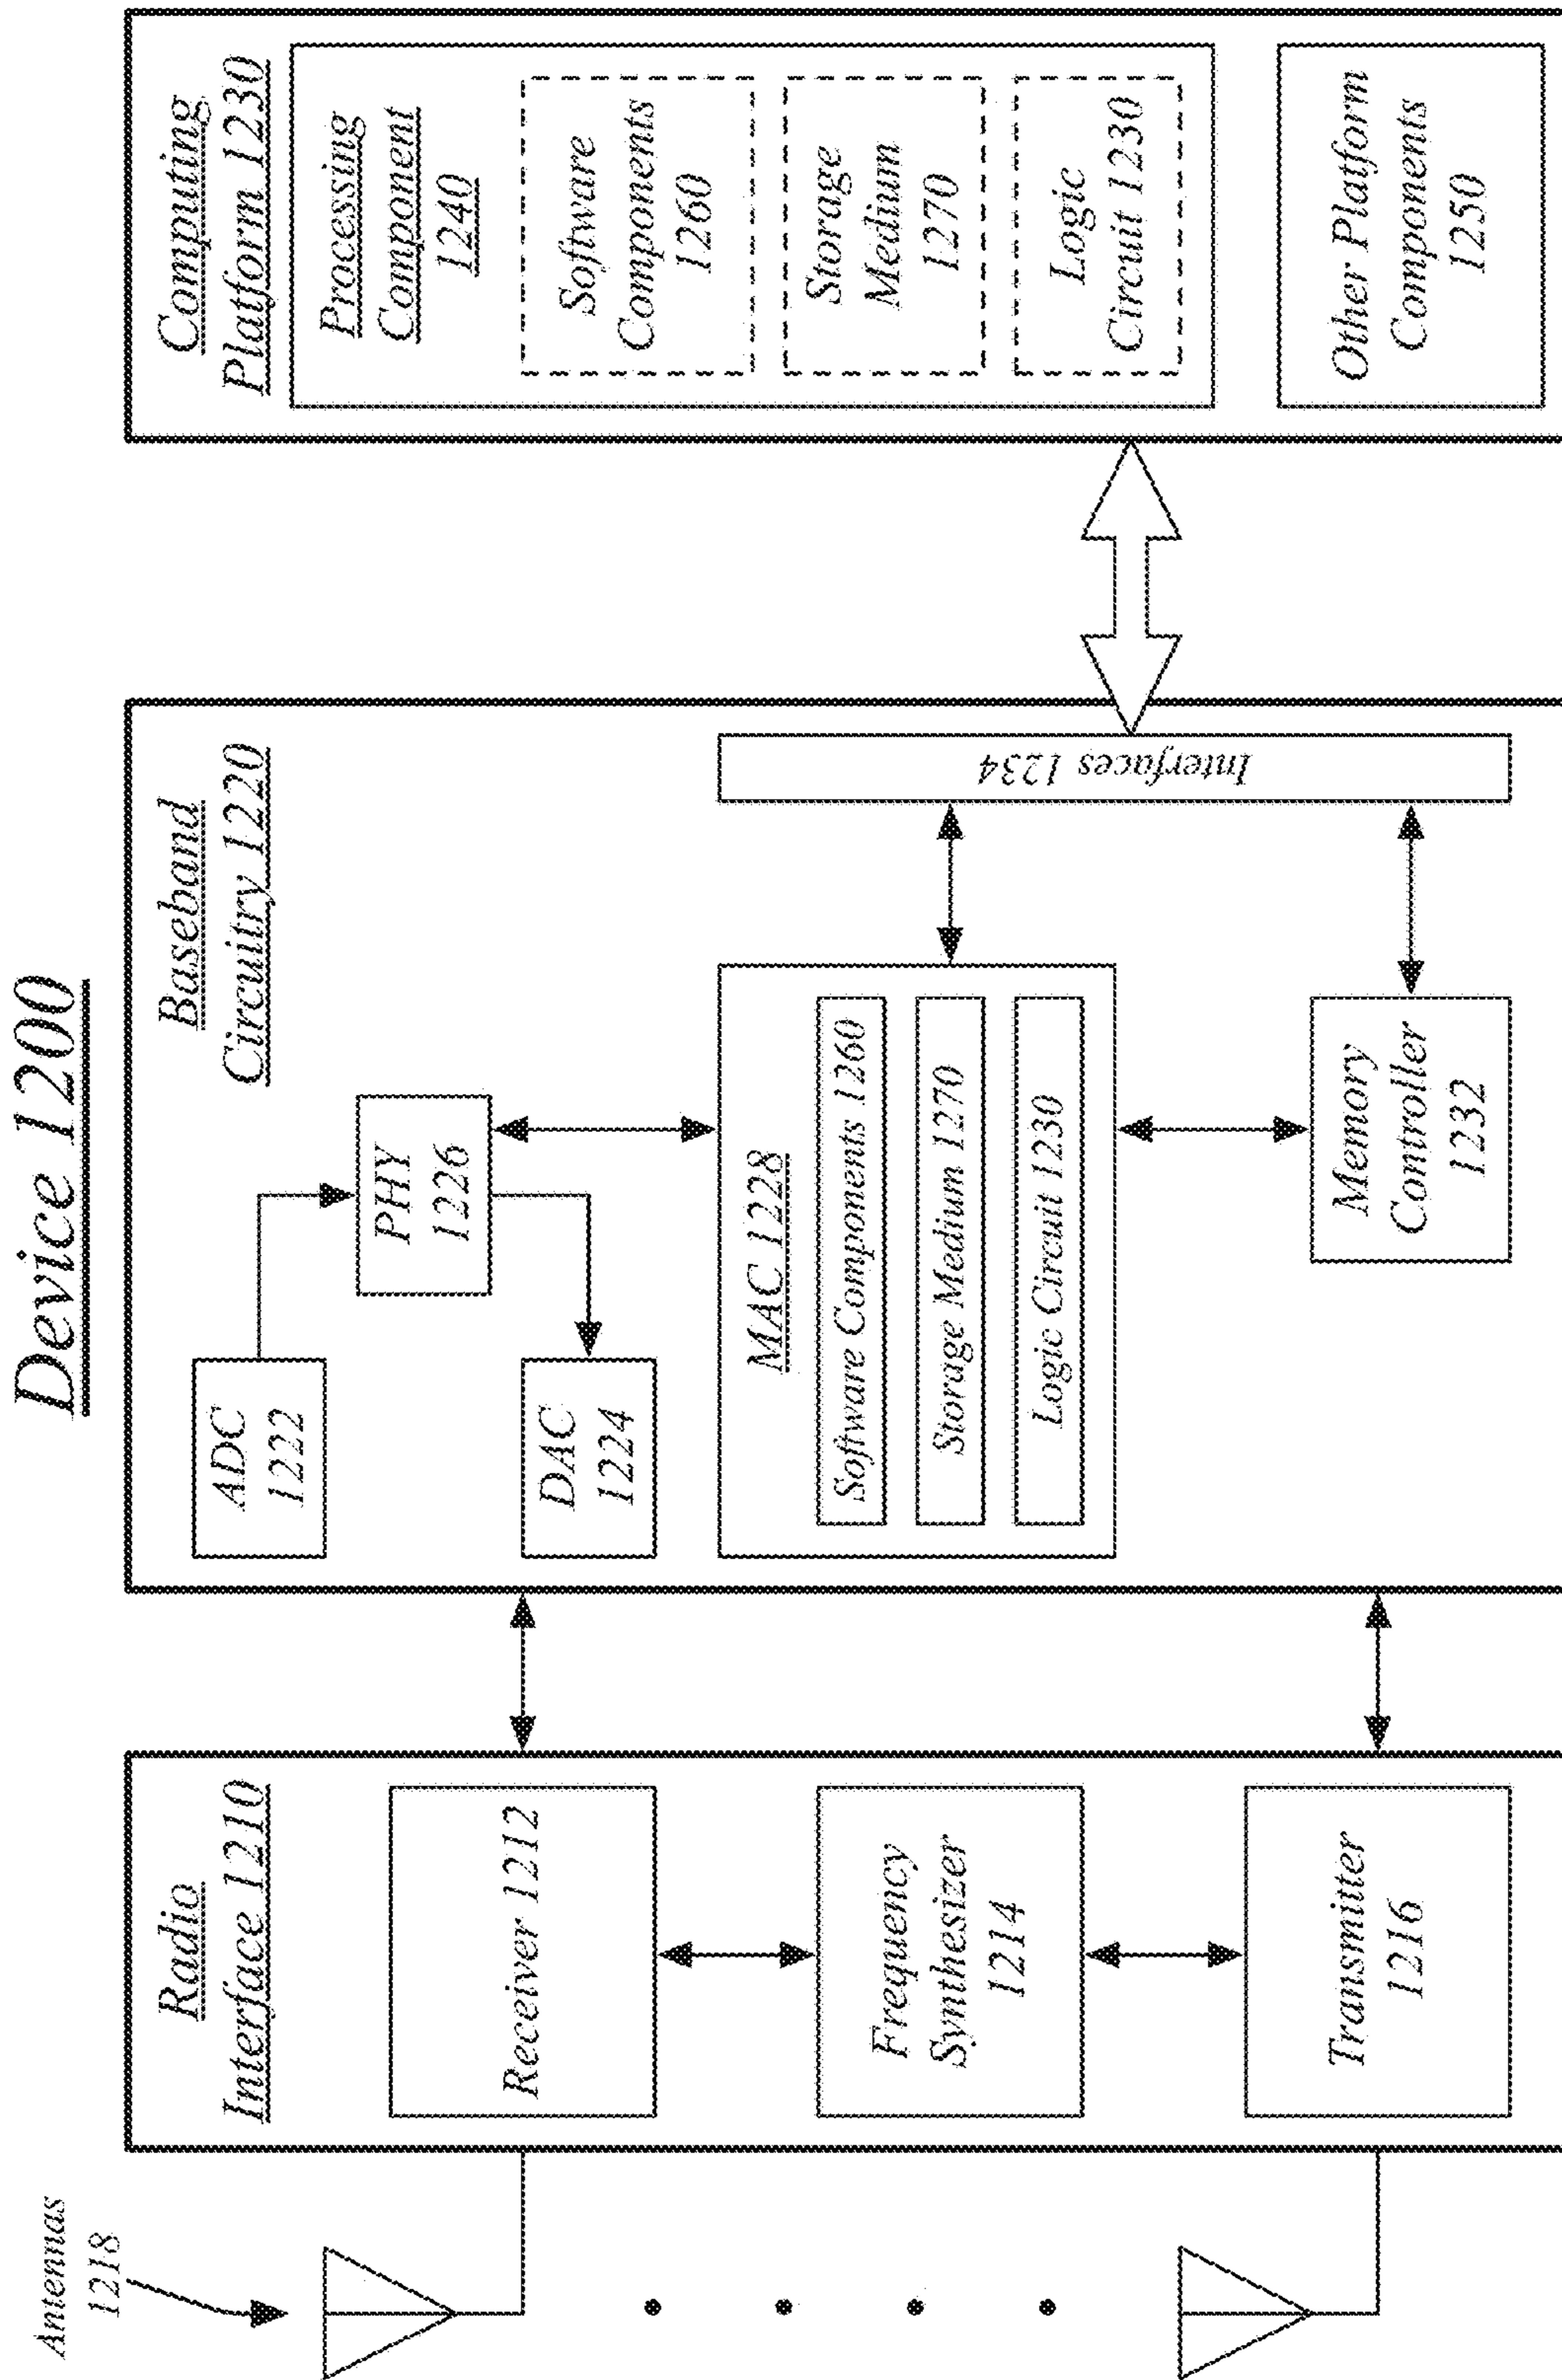 Device 1200
Antennas
1218
Radio
Interface 1210
Receiver 1212
Frequency
Synthesizer
1214
Transmitter
1216
Baseband
Circuitry 1220
ADC
1222
PHY
1226
DAC
1224
MAC 1228
Software Components 1260
Storage Medium 1270
Logic Circuit 1230
Memory
Controller
1232
Interfaces 1234
Computing
Platform 1230
Processing
Component
1240
Software
Components
1260
Storage
Medium
1270
Logic
Circuit 1230
Other Platform
Components
1250